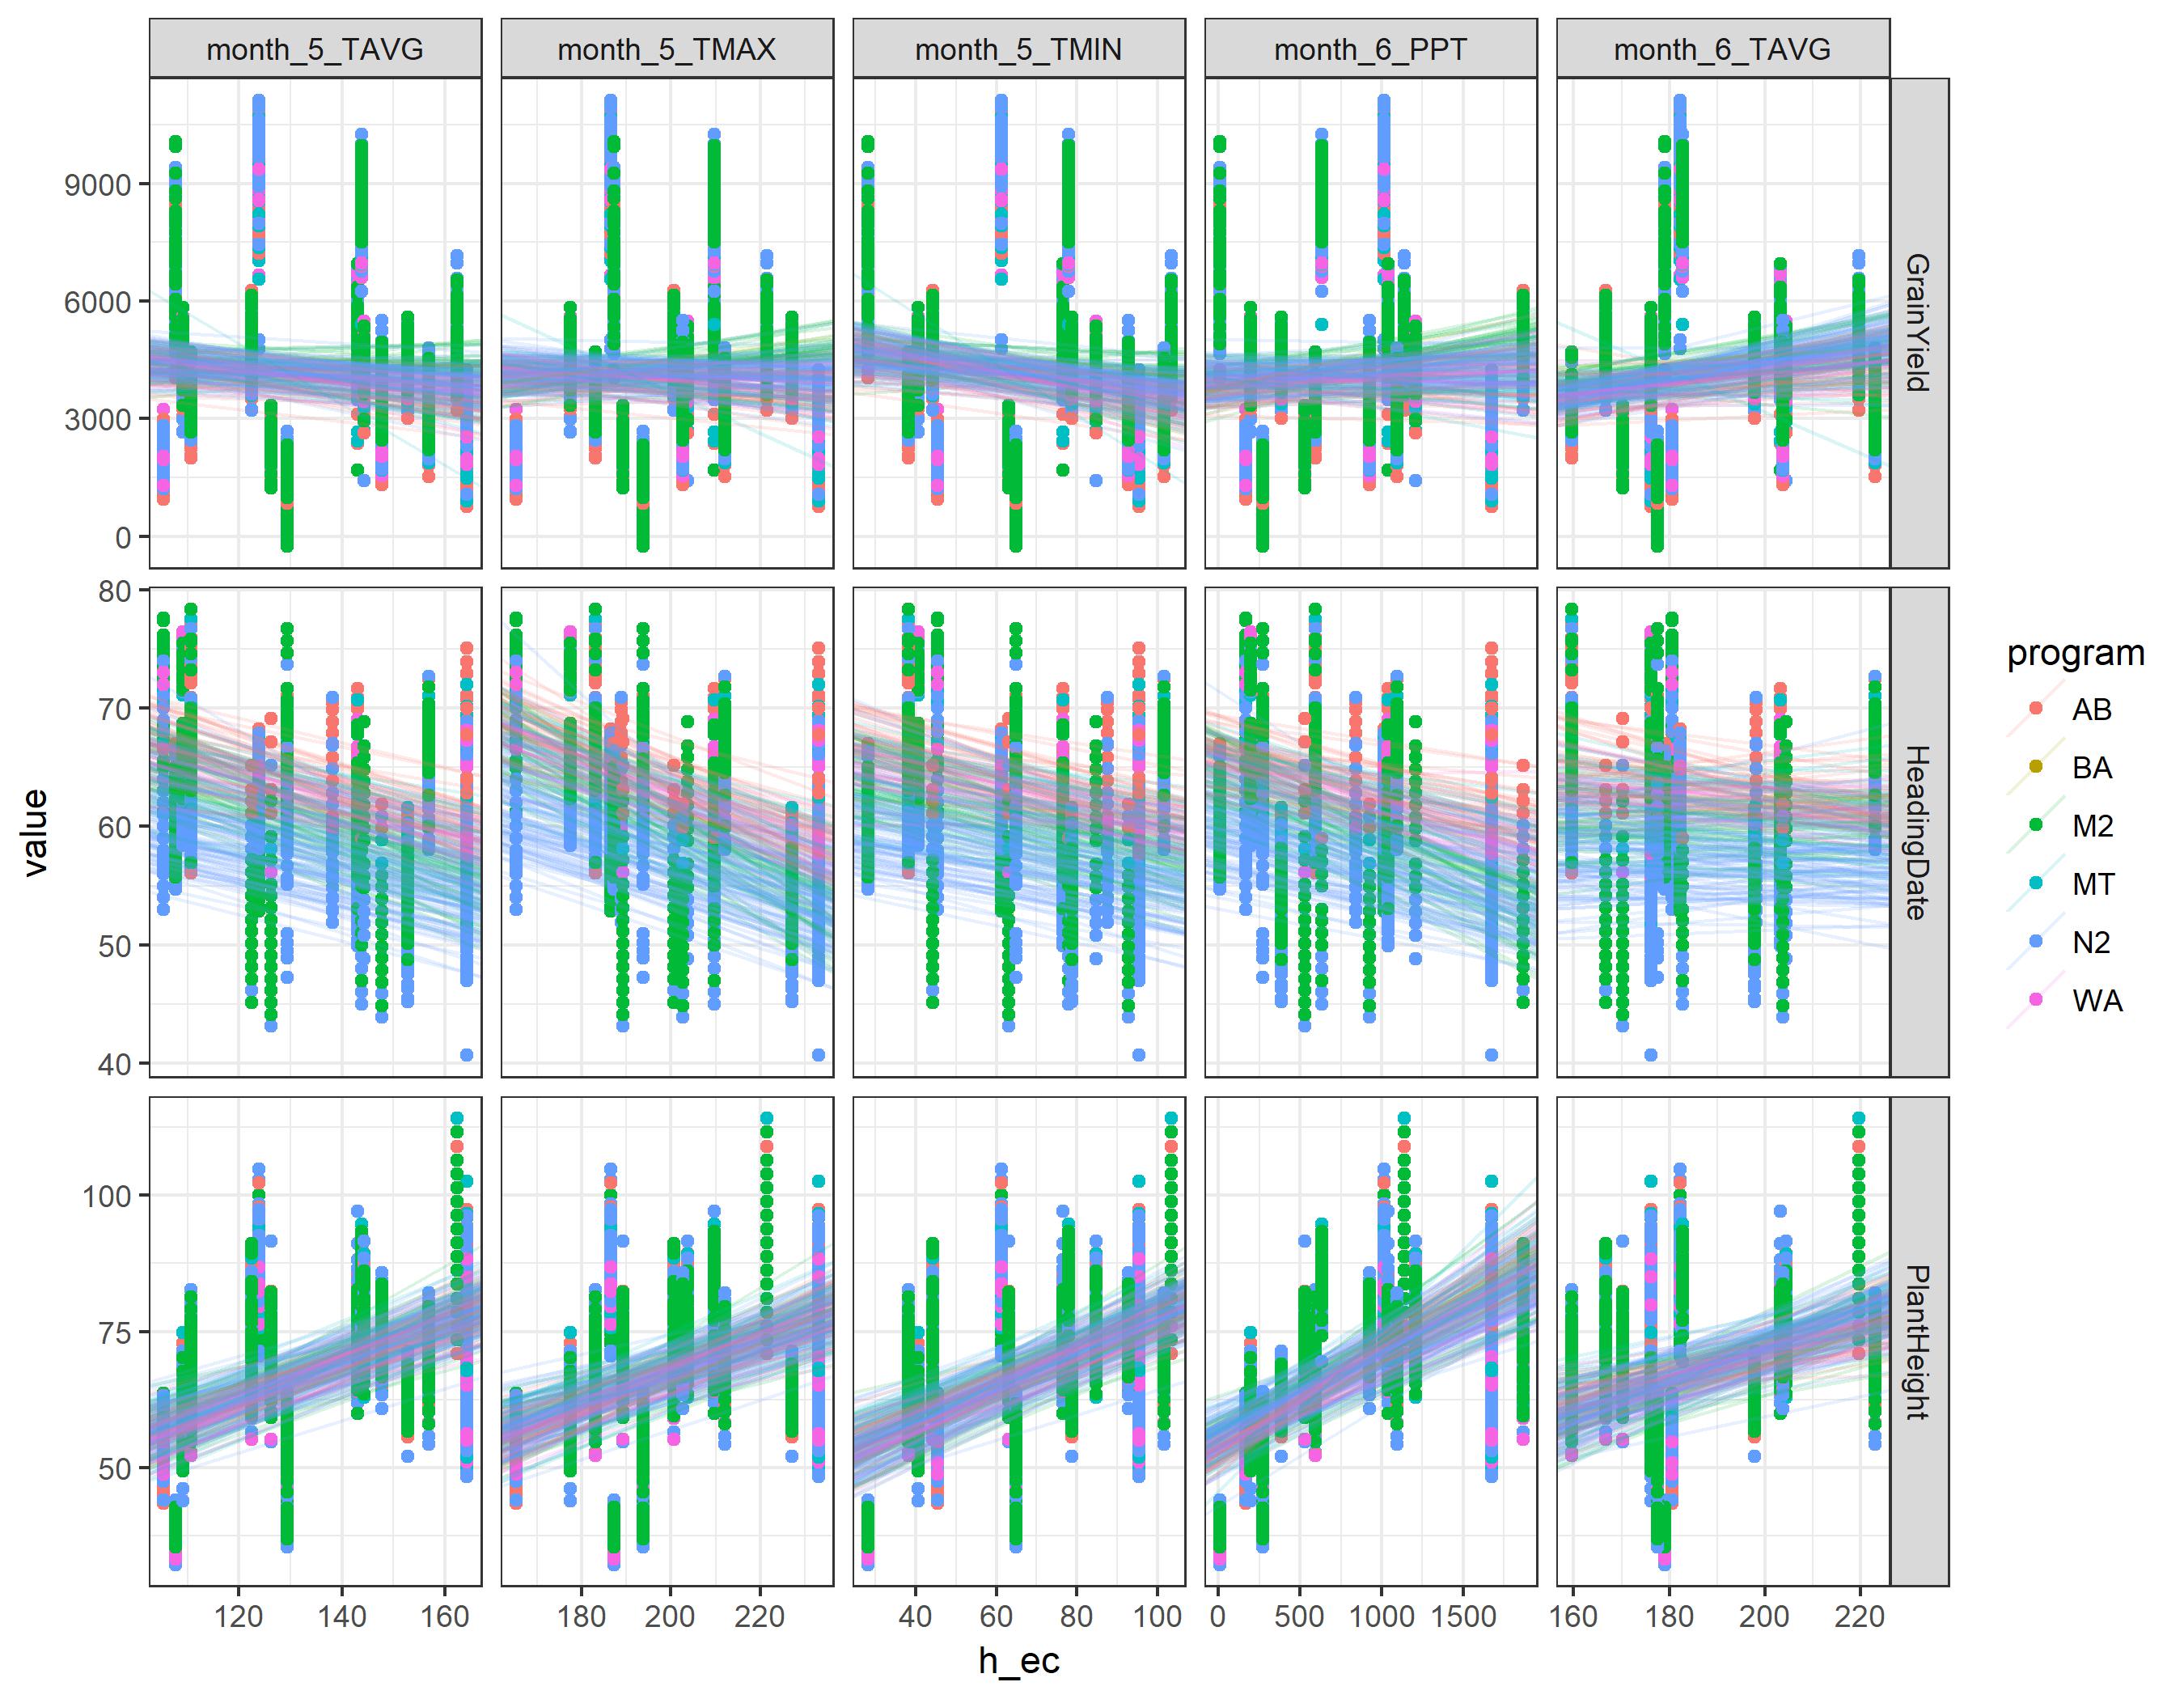 month_5_TAVG month_5_TMAX month_5_TMIN month_6_PPT month_6_TAVG
9000
6000
3000
0
GrainYield
80
70
60
50
40
HeadingDate
100
75
50
PlantHeight
120 140 160 180 200 220 40 60 80 100 0 500 1000 1500 160 180 200 220
h_ec
value
program
AB
BA
M2
MT
N2
WA